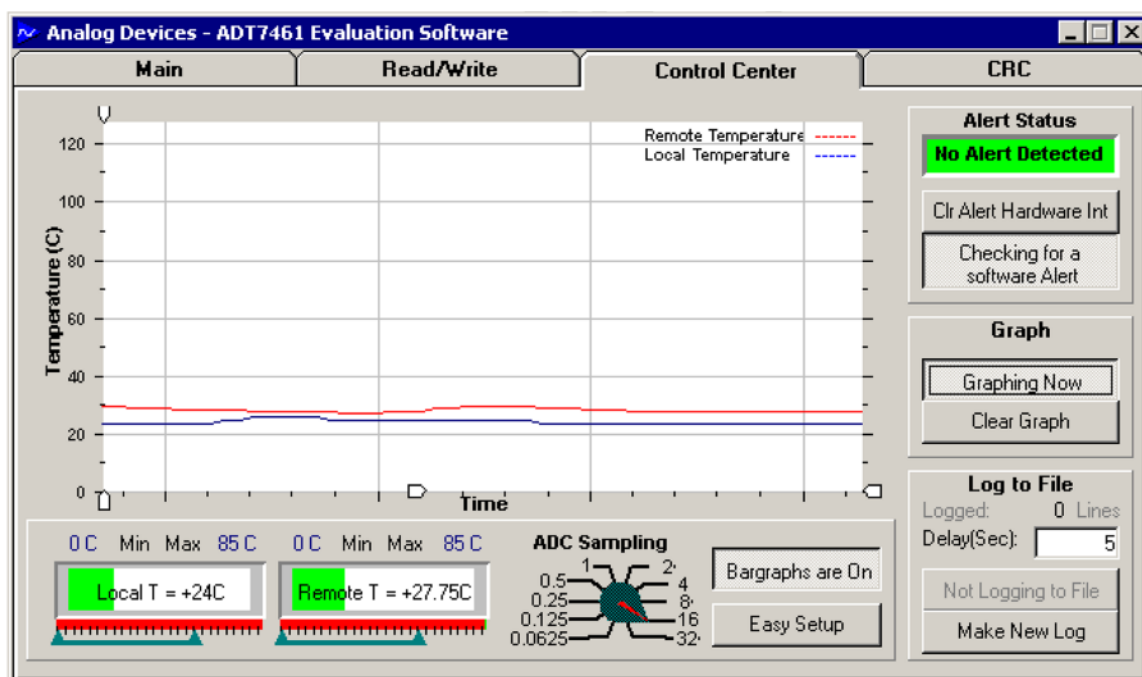 Analog Devices - ADT7461 Evaluation Software
Main
Read/Write
Control Center
CRC
Remote Temperature
Local Temperature
Temperature (C)
120
100
80
60
40
20
0
Time
Alert Status
No Alert Detected
Clr Alert Hardware Int
Checking for a
software Alert
Graph
Graphing Now
Clear Graph
Log to File
Logged: 0 Lines
Delay(Sec): 5
Not Logging to File
Make New Log
0 C Min Max 85 C
Local T = +24C
0 C Min Max 85 C
Remote T = +27.75C
ADC Sampling
1
2
0.5
4
0.25
8
0.125
16
0.0625
32
Bargraphs are On
Easy Setup